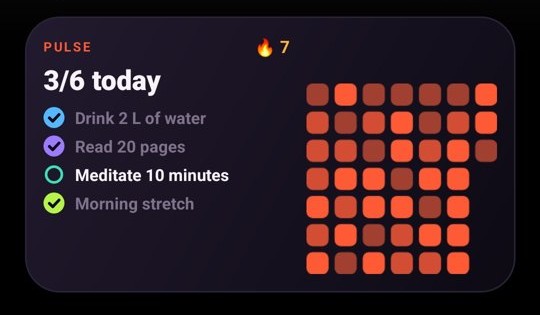 PULSE
🔥 7
3/6 today
Drink 2 L of water
Read 20 pages
Meditate 10 minutes
Morning stretch